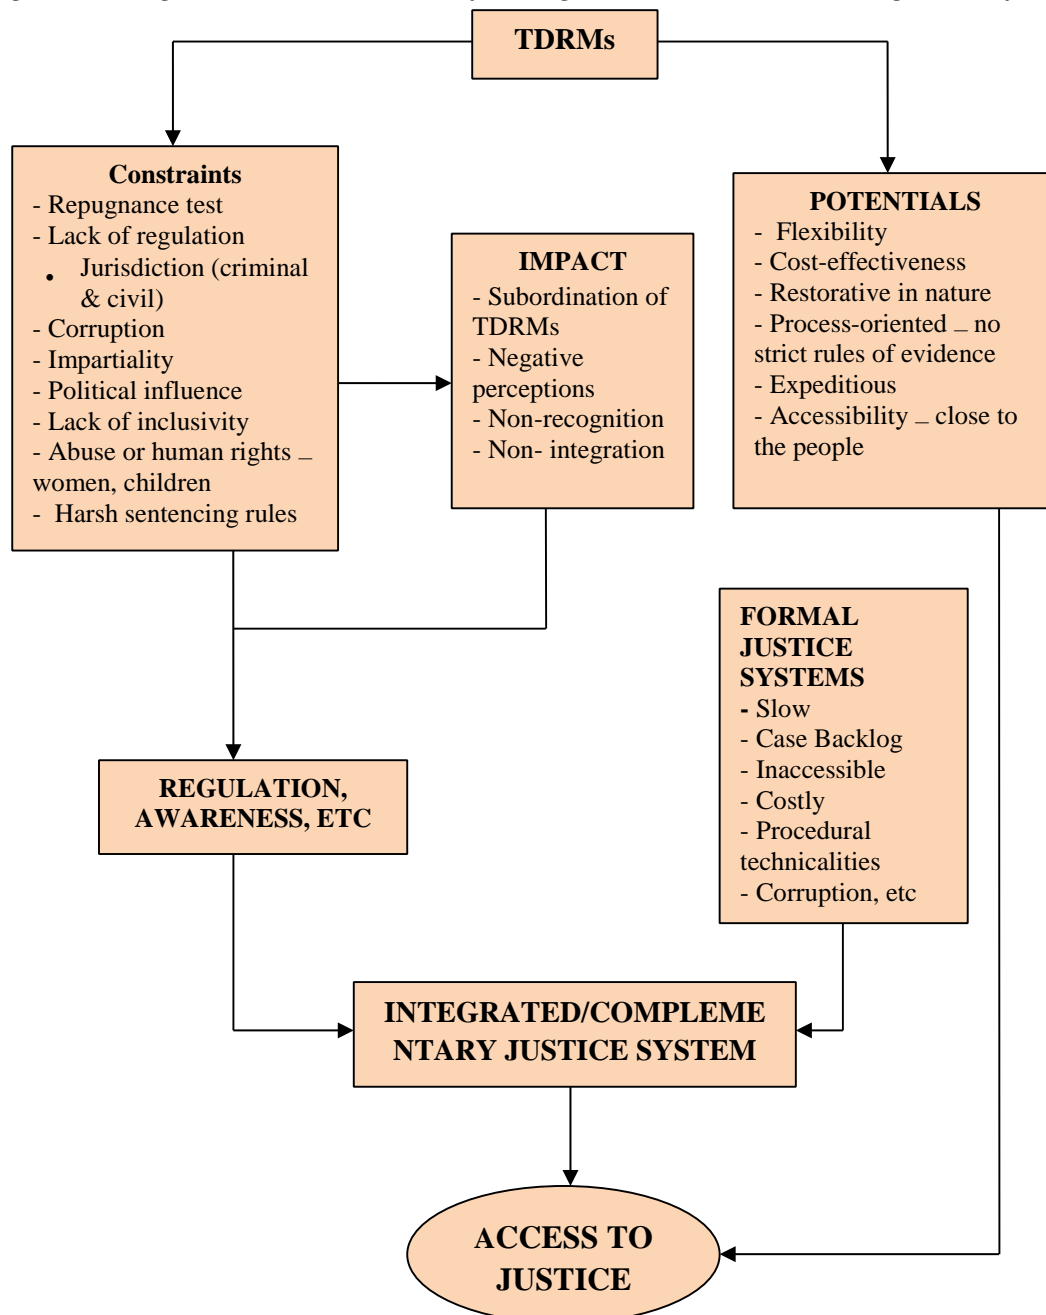 TDRMs
Constraints
- Repugnance test
- Lack of regulation
• Jurisdiction (criminal
& civil)
- Corruption
- Impartiality
- Political influence
- Lack of inclusivity
- Abuse or human rights –
women, children
- Harsh sentencing rules
IMPACT
- Subordination of
TDRMs
- Negative
perceptions
- Non-recognition
- Non- integration
POTENTIALS
- Flexibility
- Cost-effectiveness
- Restorative in nature
- Process-oriented – no
strict rules of evidence
- Expeditious
- Accessibility – close to
the people
FORMAL
JUSTICE
SYSTEMS
- Slow
- Case Backlog
- Inaccessible
- Costly
- Procedural
technicalities
- Corruption, etc
REGULATION,
AWARENESS, ETC
INTEGRATED/COMPLEME
NTARY JUSTICE SYSTEM
ACCESS TO
JUSTICE